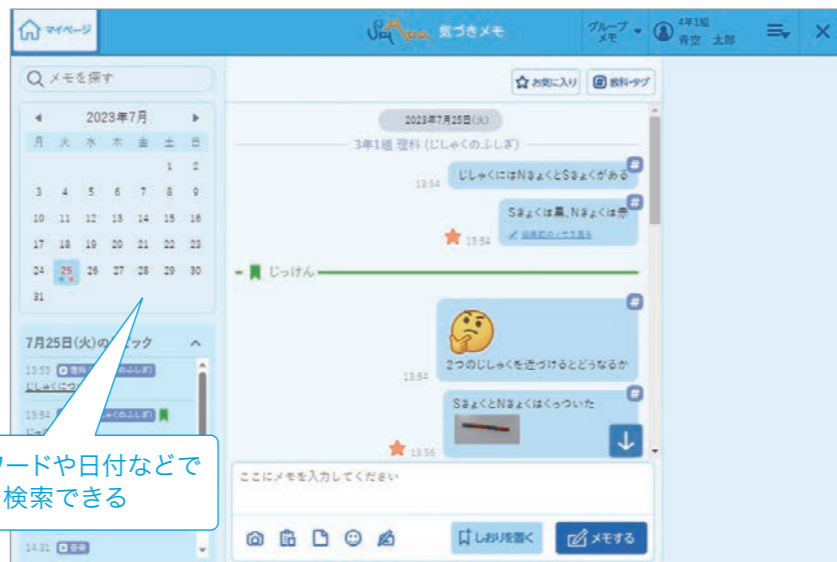 マイページ
気づきメモ
グループメモ
4年1組
青空 太郎
メモを探す
お気に入り
教科・タグ
2023年7月
月 火 水 木 金 土 日
1 2
3 4 5 6 7 8 9
10 11 12 13 14 15 16
17 18 19 20 21 22 23
24 25 26 27 28 29 30
31
2023年7月25日(火)
3年1組 理科 (じしゃくのふしぎ)
じしゃくにはNきょくとSきょくがある
13:54
Sきょくは黒、Nきょくは赤
13:54
じっけん
2つのじしゃくを近づけるとどうなるか
13:54
SきょくとNきょくはくっついた
13:56
7月25日(火)の
ック
13:53
13:54
ワードや日付などで
検索できる
14:31 音楽
ここにメモを入力してください
しおりを置く
メモする